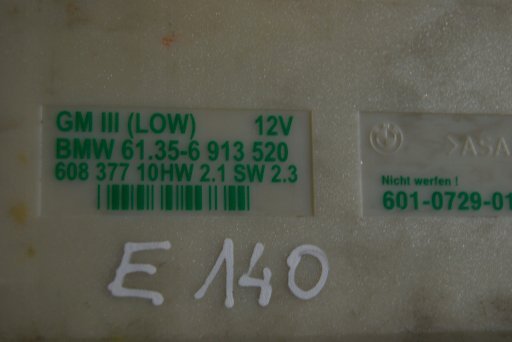 GM III (LOW) 12V
BMW 61.35-6 913 520
608 377 10HW 2.1 SW 2.3
>ASA
Nicht werfen !
601-0729-01
E 140